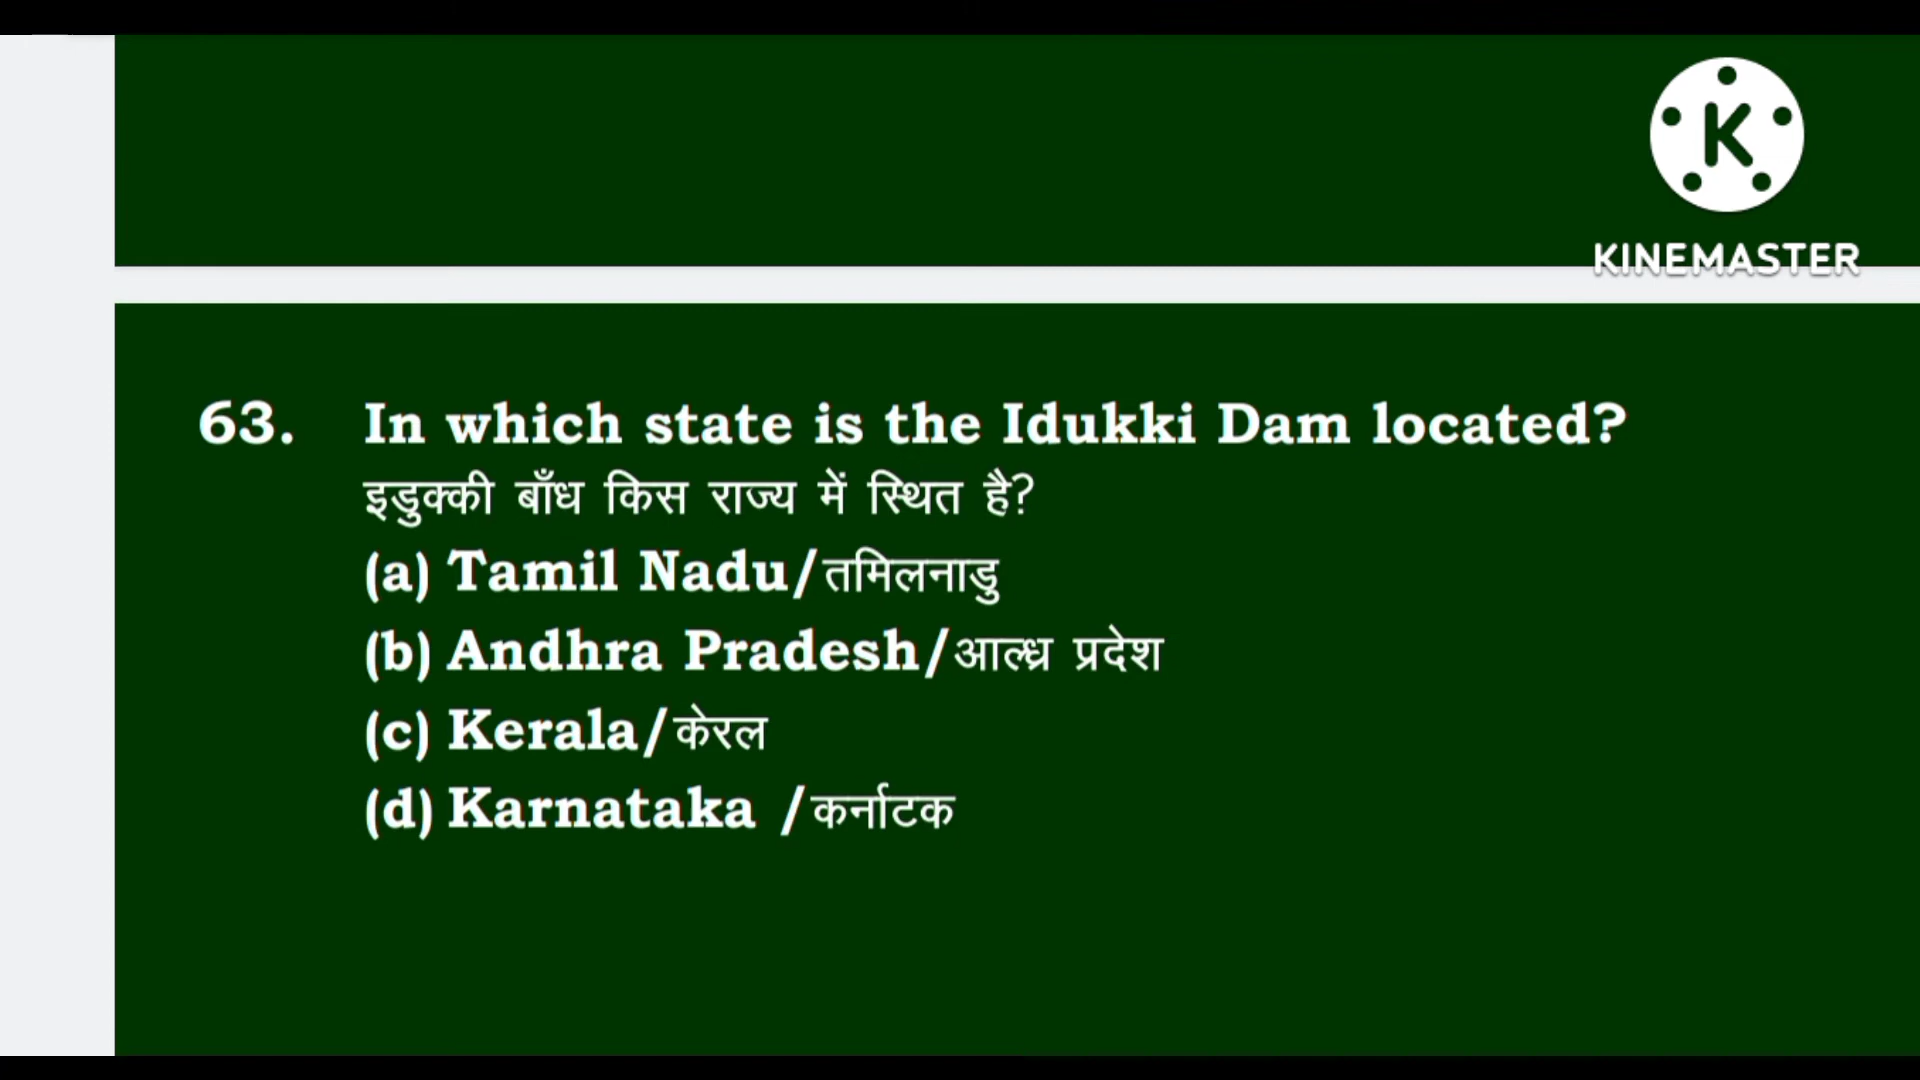 K
KINEMASTER
63. In which state is the Idukki Dam located?
इडुक्की बाँध किस राज्य में स्थित है?
(a) Tamil Nadu/तमिलनाडु
(b) Andhra Pradesh/आल्ध्र प्रदेश
(c) Kerala/केरल
(d) Karnataka /कर्नाटक